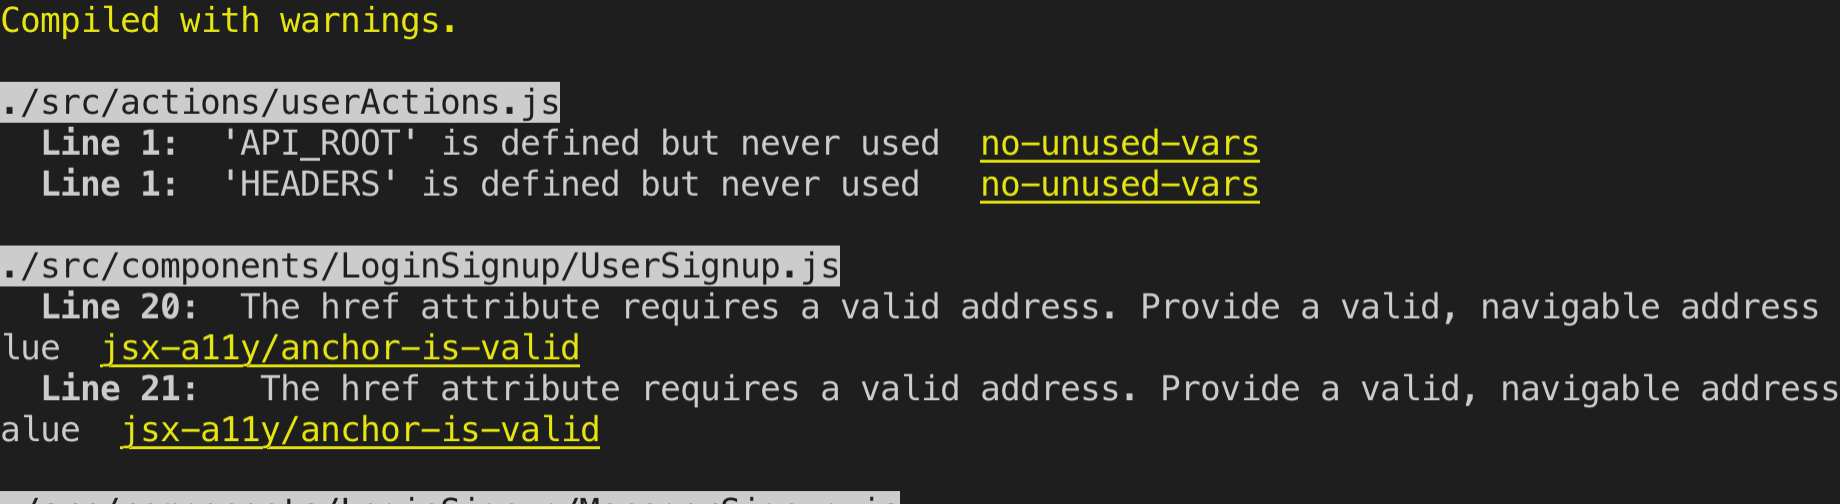 Compiled with warnings.
./src/actions/userActions.js
Line 1:  'API_ROOT' is defined but never used  no-unused-vars
Line 1:  'HEADERS' is defined but never used   no-unused-vars
./src/components/LoginSignup/UserSignup.js
Line 20:  The href attribute requires a valid address. Provide a valid, navigable address
lue  jsx-a11y/anchor-is-valid
Line 21:   The href attribute requires a valid address. Provide a valid, navigable address
alue  jsx-a11y/anchor-is-valid